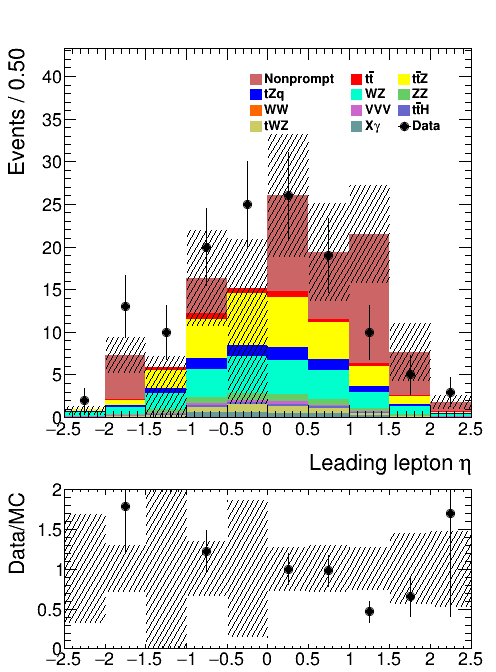 Events / 0.50
40
35
30
25
20
15
10
5
0
Nonprompt tt̄ tt̄Z
tZq WZ ZZ
WW VVV tt̄H
tWZ Xγ Data
−2.5 −2 −1.5 −1 −0.5 0 0.5 1 1.5 2 2.5
Leading lepton η
Data/MC
2
1.5
1
0.5
0
−2.5 −2 −1.5 −1 −0.5 0 0.5 1 1.5 2 2.5